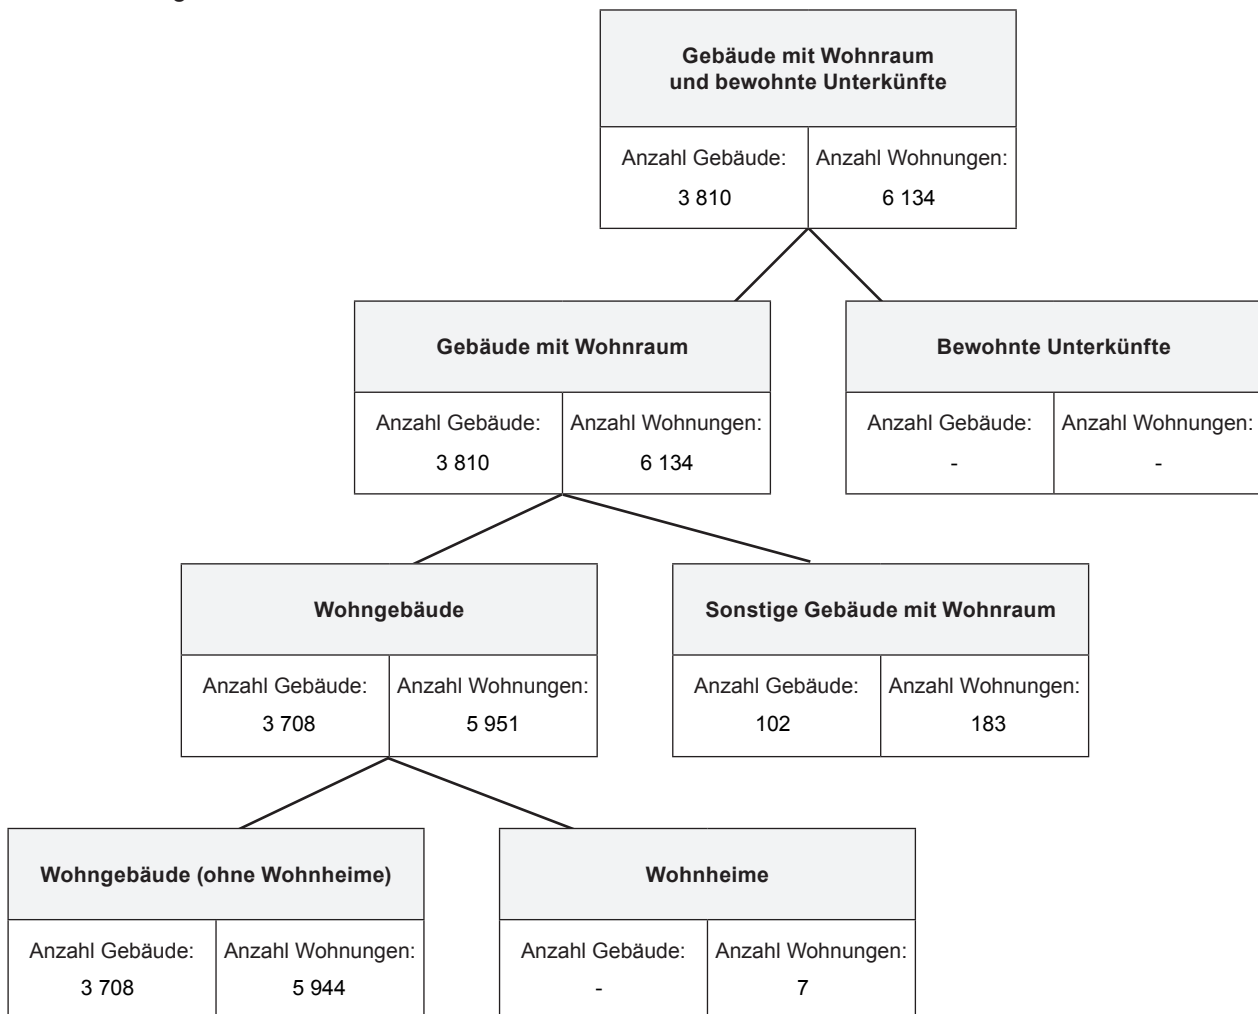 Gebäude mit Wohnraum
und bewohnte Unterkünfte
Anzahl Gebäude: Anzahl Wohnungen:
3 810 6 134
Gebäude mit Wohnraum Bewohnte Unterkünfte
Anzahl Gebäude: Anzahl Wohnungen: Anzahl Gebäude: Anzahl Wohnungen:
3 810 6 134 - -
Wohngebäude Sonstige Gebäude mit Wohnraum
Anzahl Gebäude: Anzahl Wohnungen: Anzahl Gebäude: Anzahl Wohnungen:
3 708 5 951 102 183
Wohngebäude (ohne Wohnheime) Wohnheime
Anzahl Gebäude: Anzahl Wohnungen: Anzahl Gebäude: Anzahl Wohnungen:
3 708 5 944 - 7